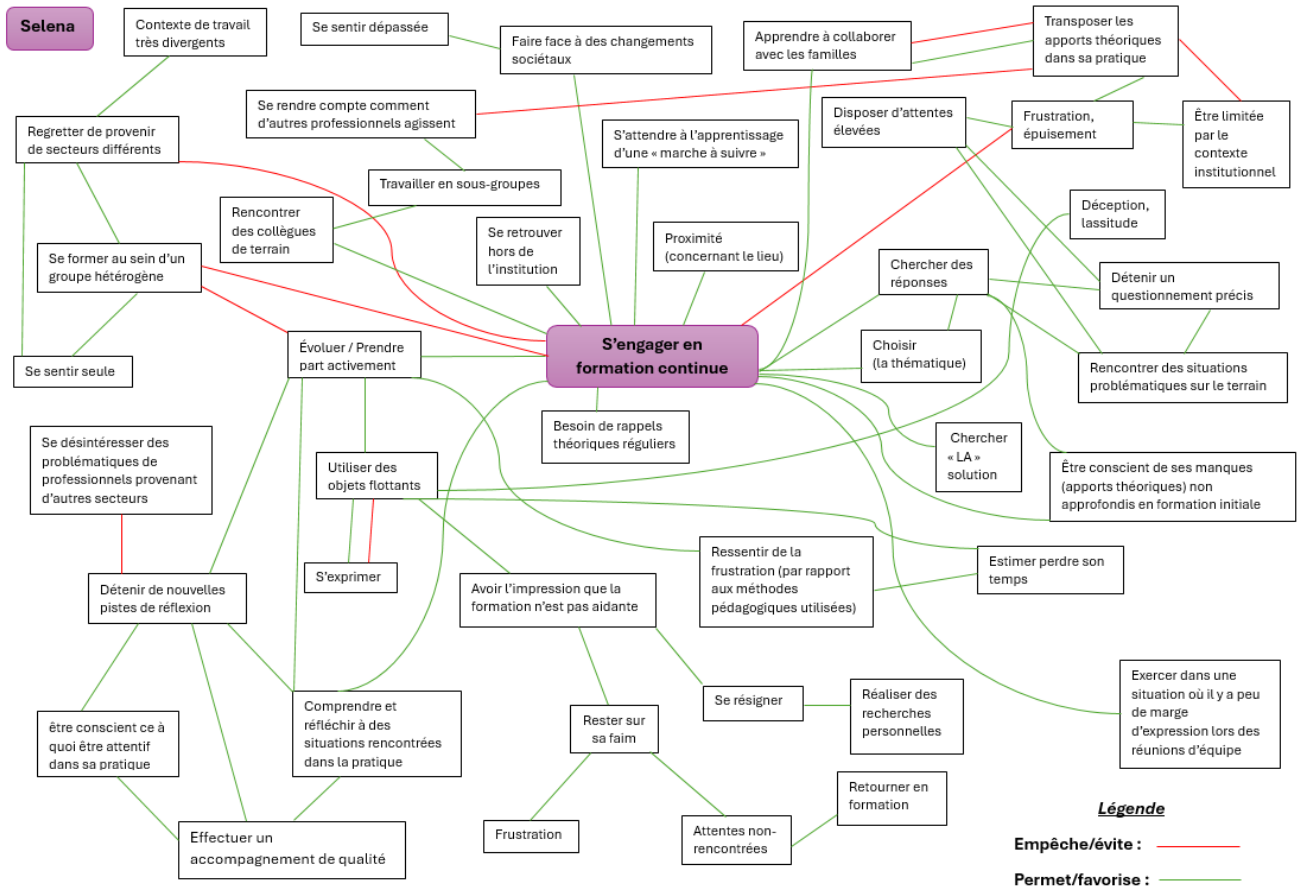 Selena
Contexte de travail
très divergents
Se sentir dépassée
Faire face à des changements
sociétaux
Apprendre à collaborer
avec les familles
Transposer les
apports théoriques
dans sa pratique
Se rendre compte comment
d'autres professionnels agissent
Disposer d'attentes
élevées
Frustration,
épuisement
Être limitée
par le
contexte
institutionnel
Regretter de provenir
de secteurs différents
S'attendre à l'apprentissage
d'une « marche à suivre »
Travailler en sous-groupes
Rencontrer
des collègues
de terrain
Se retrouver
hors de
l'institution
Proximité
(concernant le lieu)
Déception,
lassitude
Se former au sein d'un
groupe hétérogène
Chercher des
réponses
Détenir un
questionnement précis
Évoluer / Prendre
part activement
S'engager en
formation continue
Choisir
(la thématique)
Rencontrer des situations
problématiques sur le terrain
Se sentir seule
Besoin de rappels
théoriques réguliers
Se désintéresser des
problématiques de
professionnels provenant
d'autres secteurs
Utiliser des
objets flottants
Chercher
« LA »
solution
Être conscient de ses manques
(apports théoriques) non
approfondis en formation initiale
S'exprimer
Ressentir de la
frustration (par rapport
aux méthodes
pédagogiques utilisées)
Estimer perdre son
temps
Détenir de nouvelles
pistes de réflexion
Avoir l'impression que la
formation n'est pas aidante
Exercer dans une
situation où il y a peu
de marge
d'expression lors des
réunions d'équipe
Se résigner
Réaliser des
recherches
personnelles
être conscient ce à
quoi être attentif
dans sa pratique
Comprendre et
réfléchir à des
situations rencontrées
dans la pratique
Rester sur
sa faim
Retourner en
formation
Effectuer un
accompagnement de qualité
Frustration
Attentes non-
rencontrées
Légende
Empêche/évite :
Permet/favorise :